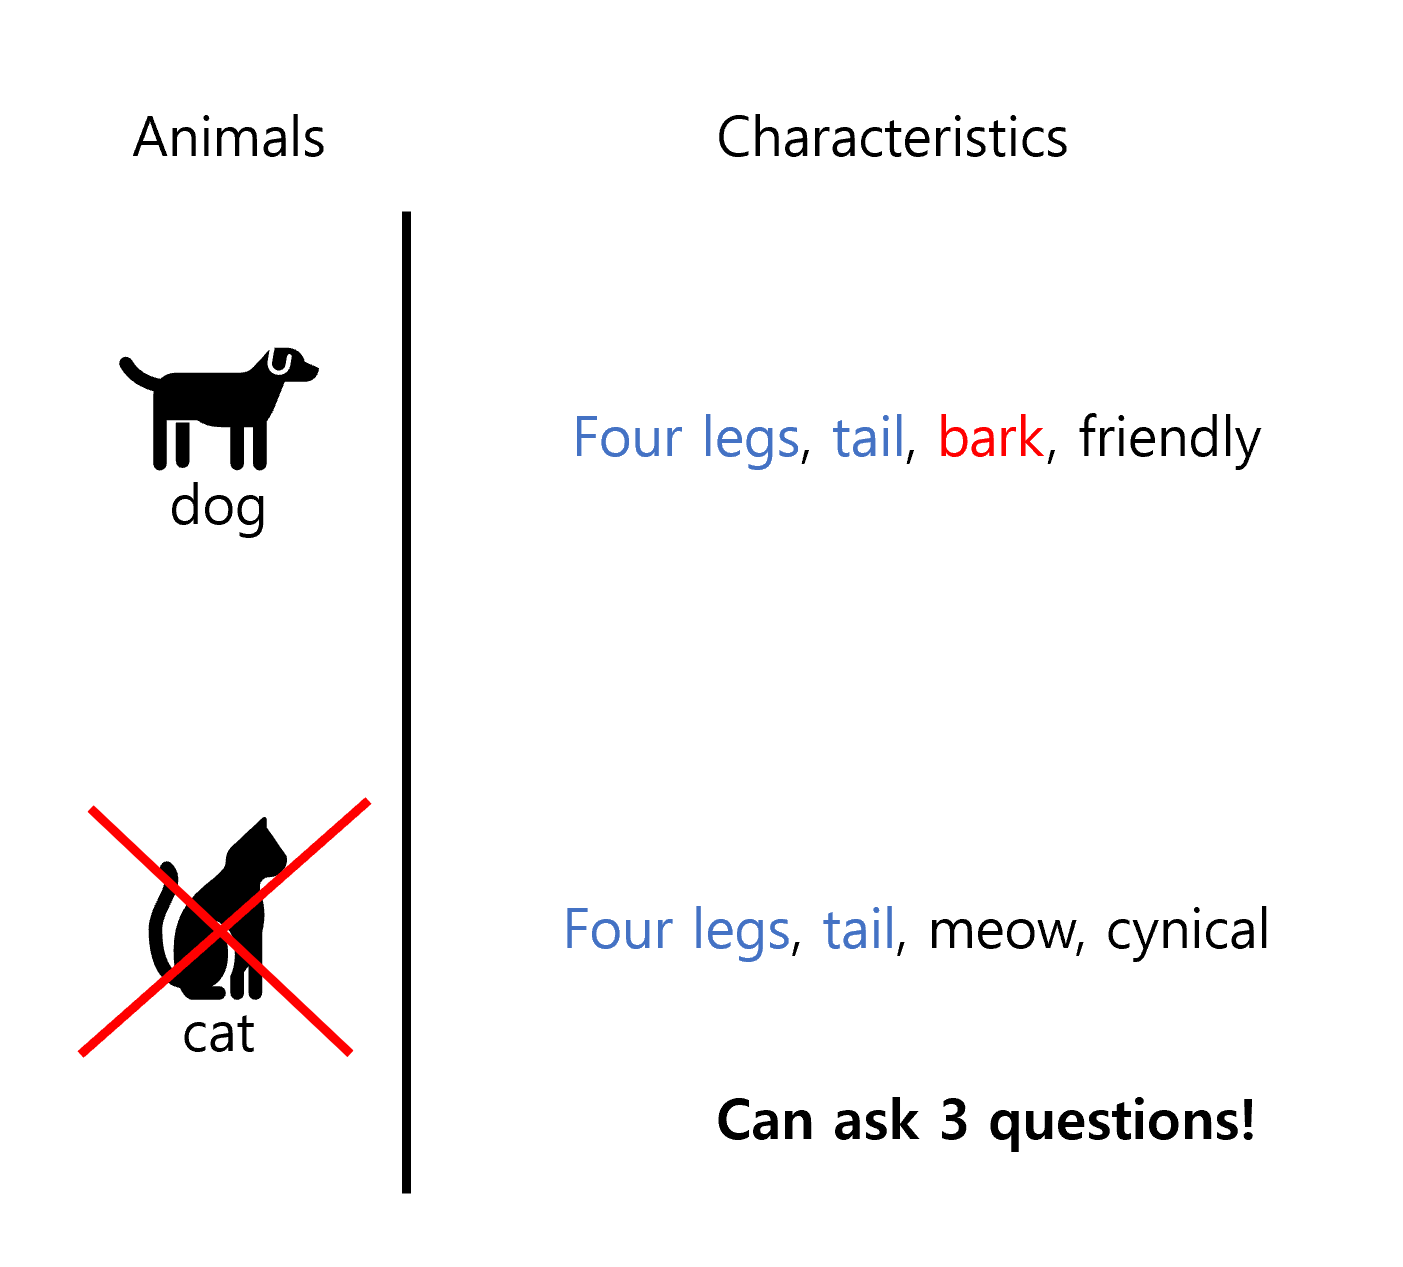 Animals
Characteristics
dog
Four legs, tail, bark, friendly
cat
Four legs, tail, meow, cynical
Can ask 3 questions!